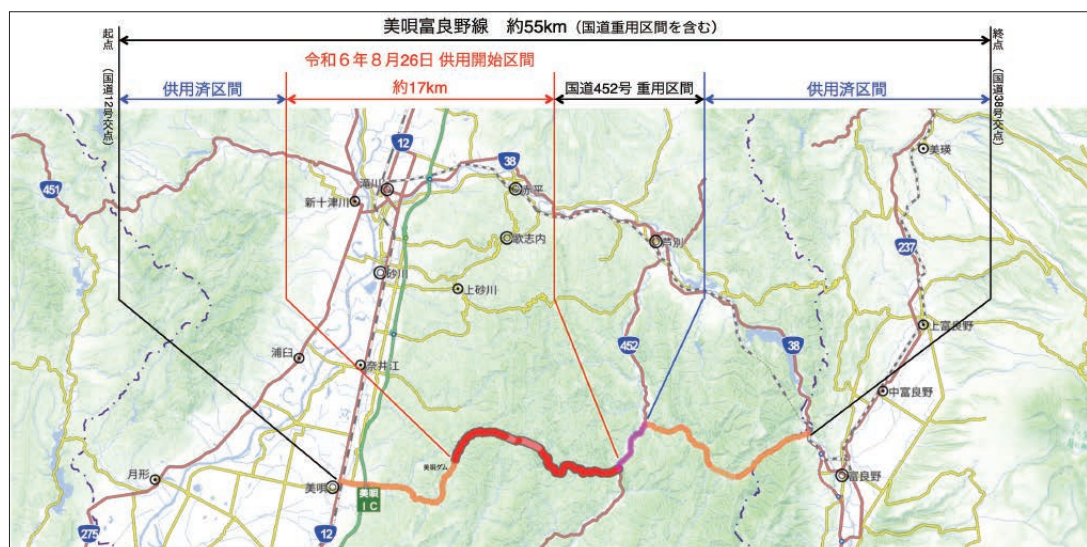 美唄富良野線 約55km（国道重用区間を含む）
起点
（国道12号交点）
終点
（国道38号交点）
令和６年８月26日 供用開始区間
供用済区間
約17km
国道452号 重用区間
供用済区間
451
12
38
滝川
新十津川
赤平
歌志内
芦別
美瑛
237
砂川
上砂川
452
38
上富良野
浦臼
奈井江
中富良野
美唄ダム
月形
美唄
美唄
ＩＣ
富良野
275
12